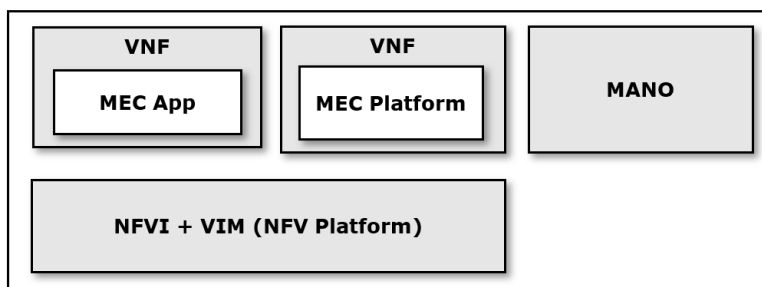 VNF
MEC App
VNF
MEC Platform
MANO
NFVI + VIM (NFV Platform)